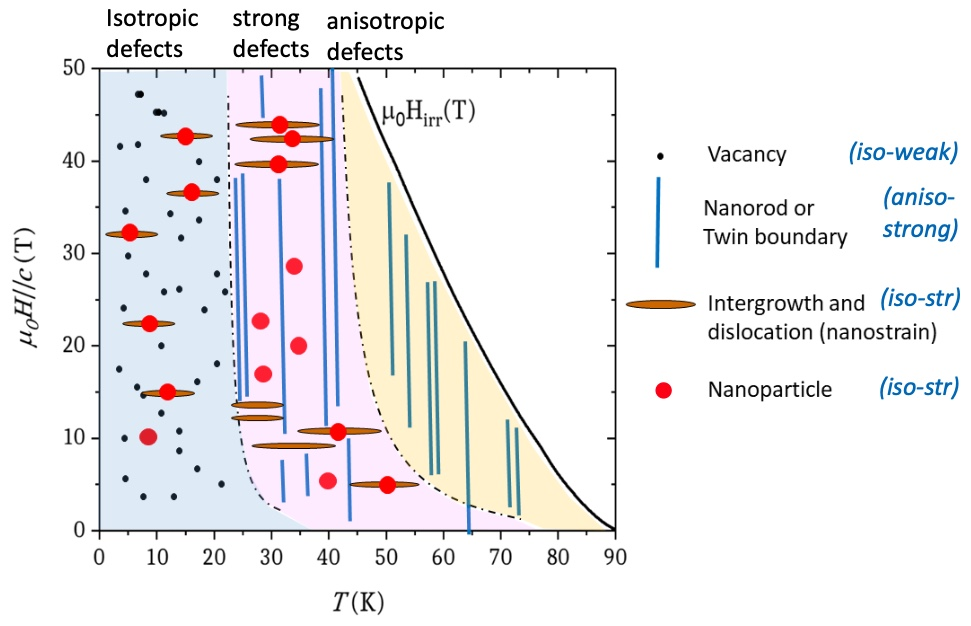 Isotropic
defects
strong
defects
anisotropic
defects
μ₀H_irr(T)
50
40
30
20
10
0
μ₀H//c (T)
0 10 20 30 40 50 60 70 80 90
T (K)
Vacancy (iso-weak)
Nanorod or
Twin boundary
(aniso-
strong)
Intergrowth and (iso-str)
dislocation (nanostrain)
Nanoparticle (iso-str)